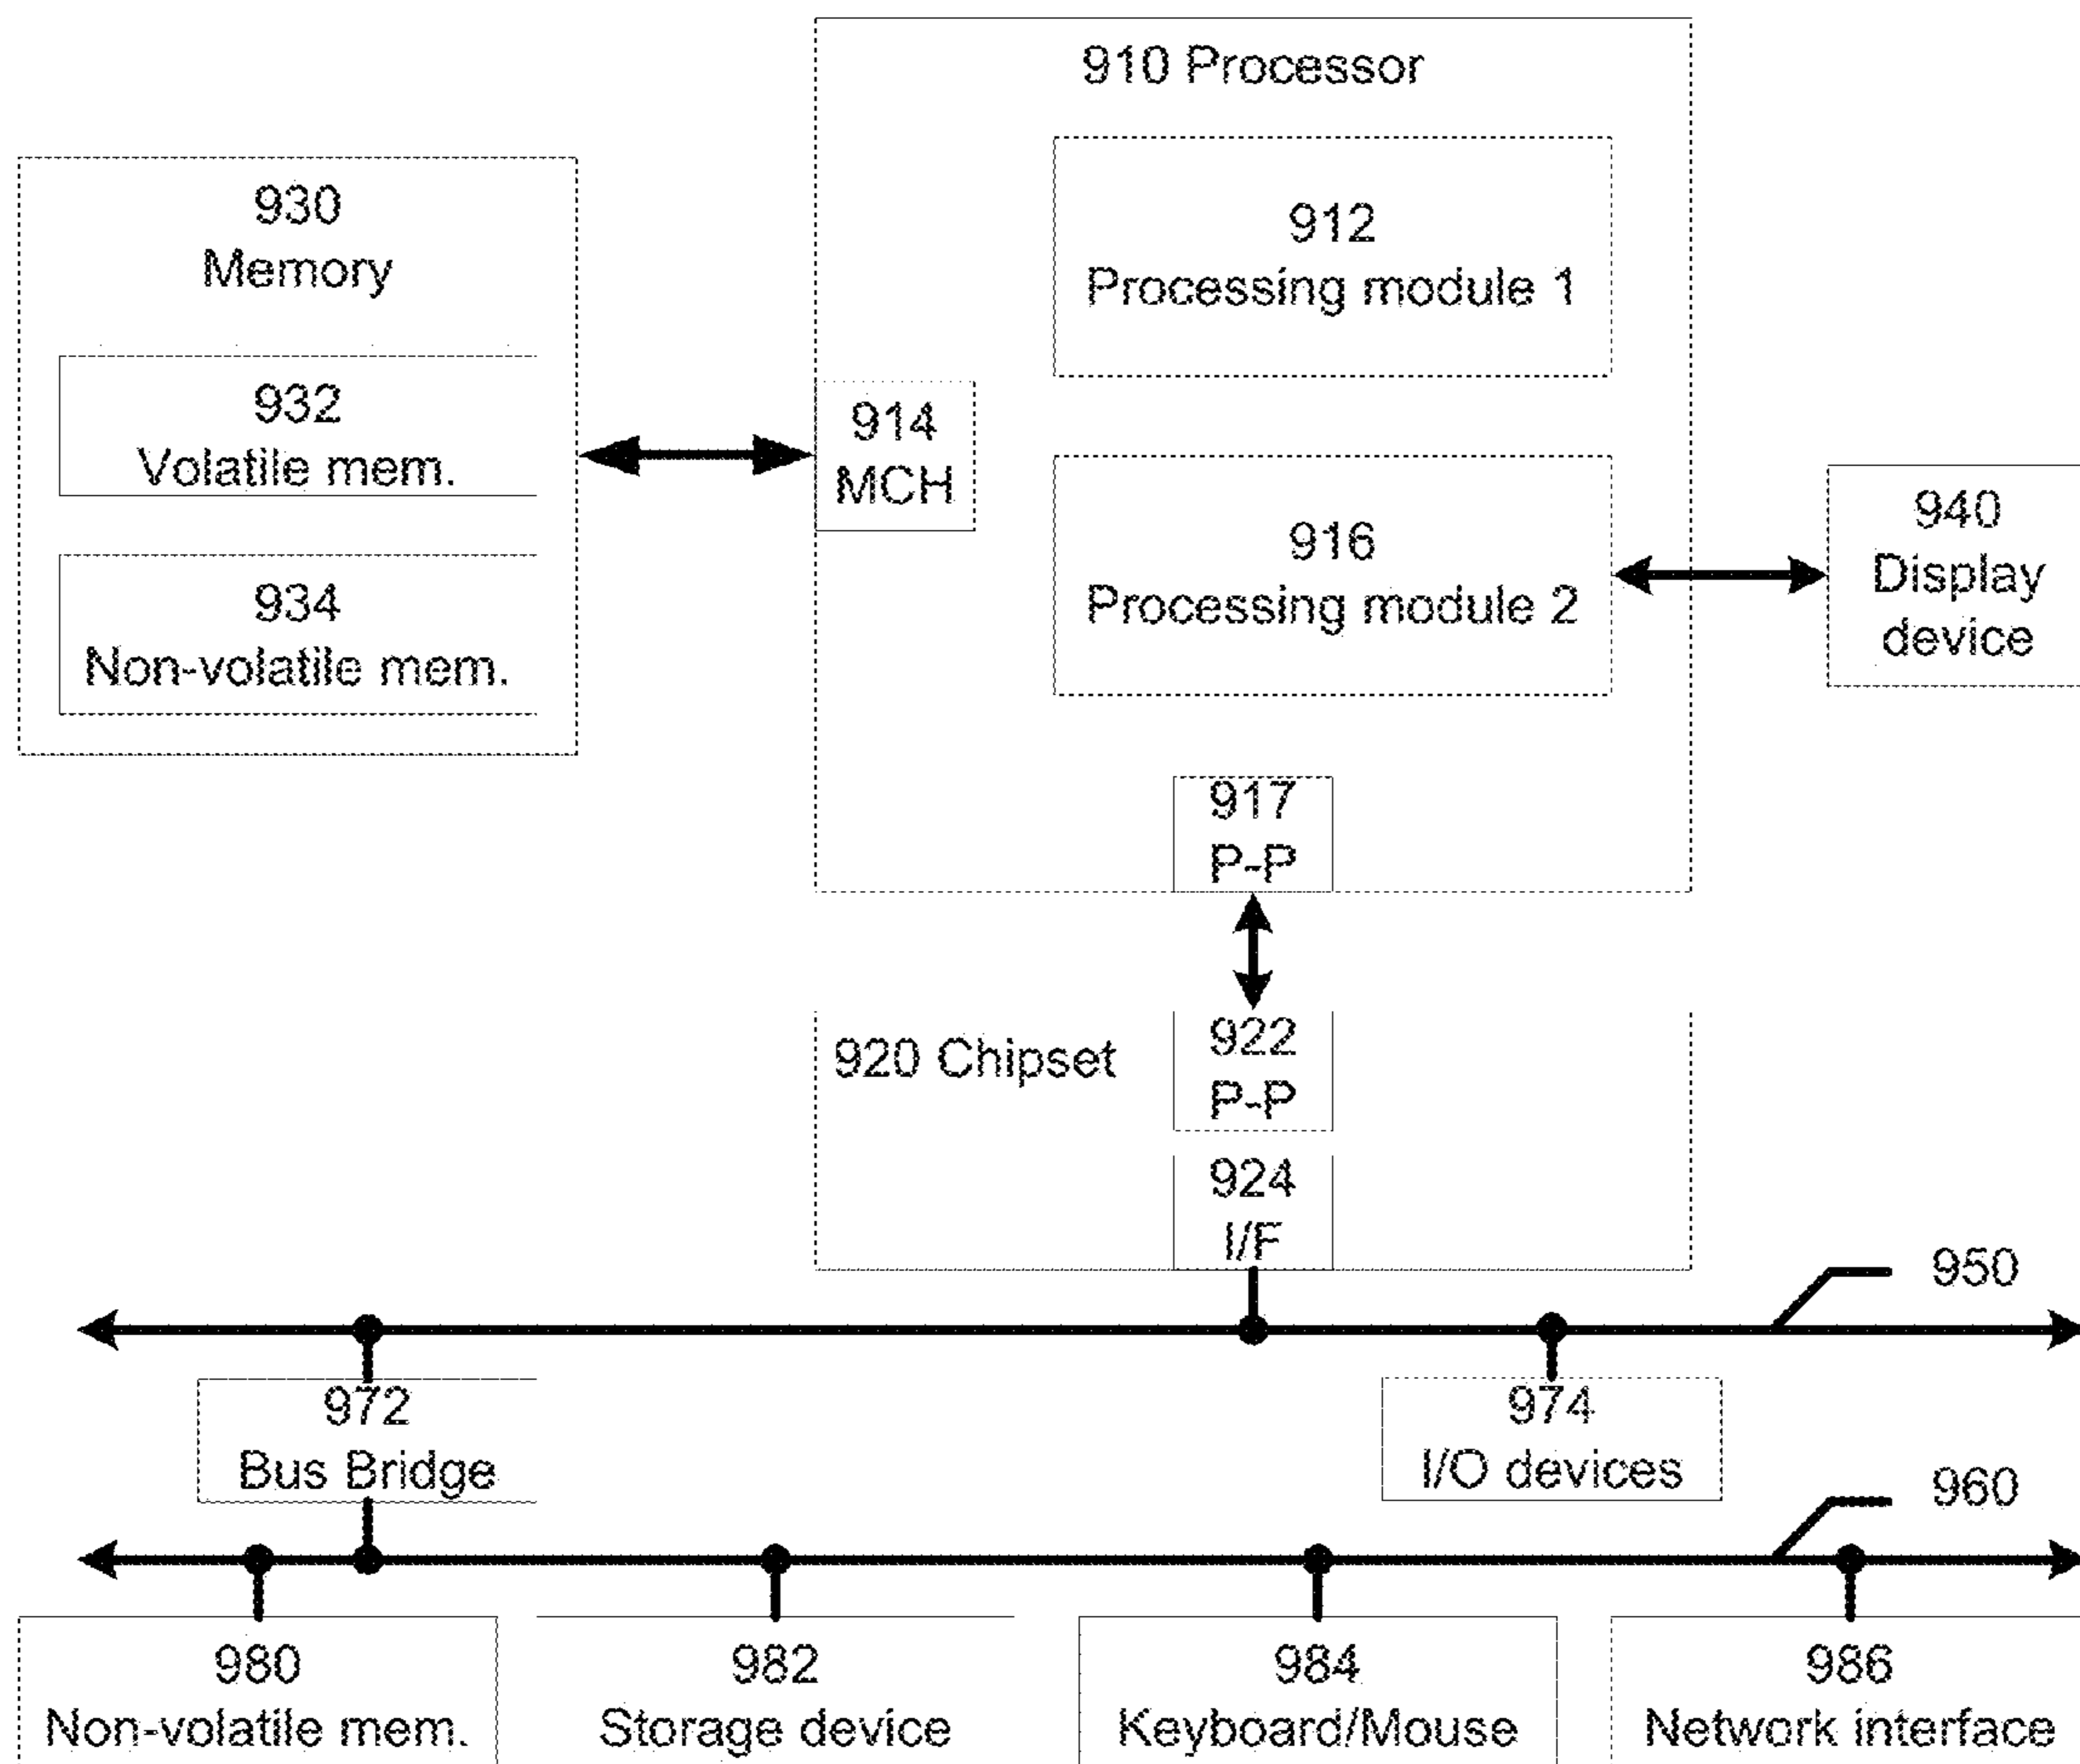 910 Processor
930
Memory
912
Processing module 1
932
Volatile mem.
914
MCH
934
Non-volatile mem.
916
Processing module 2
940
Display
device
917
P-P
920 Chipset
922
P-P
924
I/F
950
972
Bus Bridge
974
I/O devices
960
980
Non-volatile mem.
982
Storage device
984
Keyboard/Mouse
986
Network interface